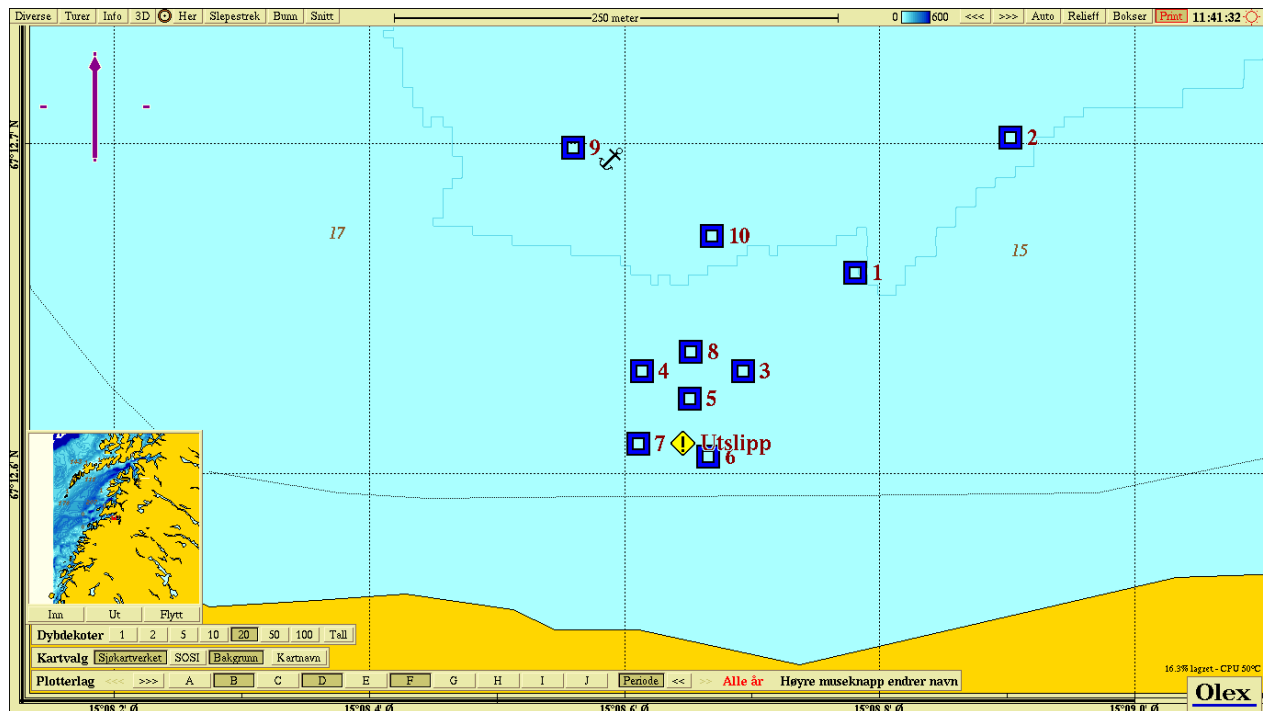 Diverse Turer Info 3D Her Slepestrek Bunn Snitt 250 meter 0 600 <<< >>> Auto Relieff Bokser Print 11:41:32
67°12.7' N
9
2
17
10
15
1
8
4
3
5
7
Utslipp
6
67°12.6' N
Inn Ut Flytt
Dybdekoter 1 2 5 10 20 50 100 Tall
Kartvalg Sjøkartverket SOSI Bakgrunn Kartnavn
16.3% lagret - CPU 50°C
Plotterlag <<< >>> A B C D E F G H I J Periode << >> Alle år Høyre museknapp endrer navn
Olex
15°08.2' Ø 15°08.4' Ø 15°08.6' Ø 15°08.8' Ø 15°09.0' Ø